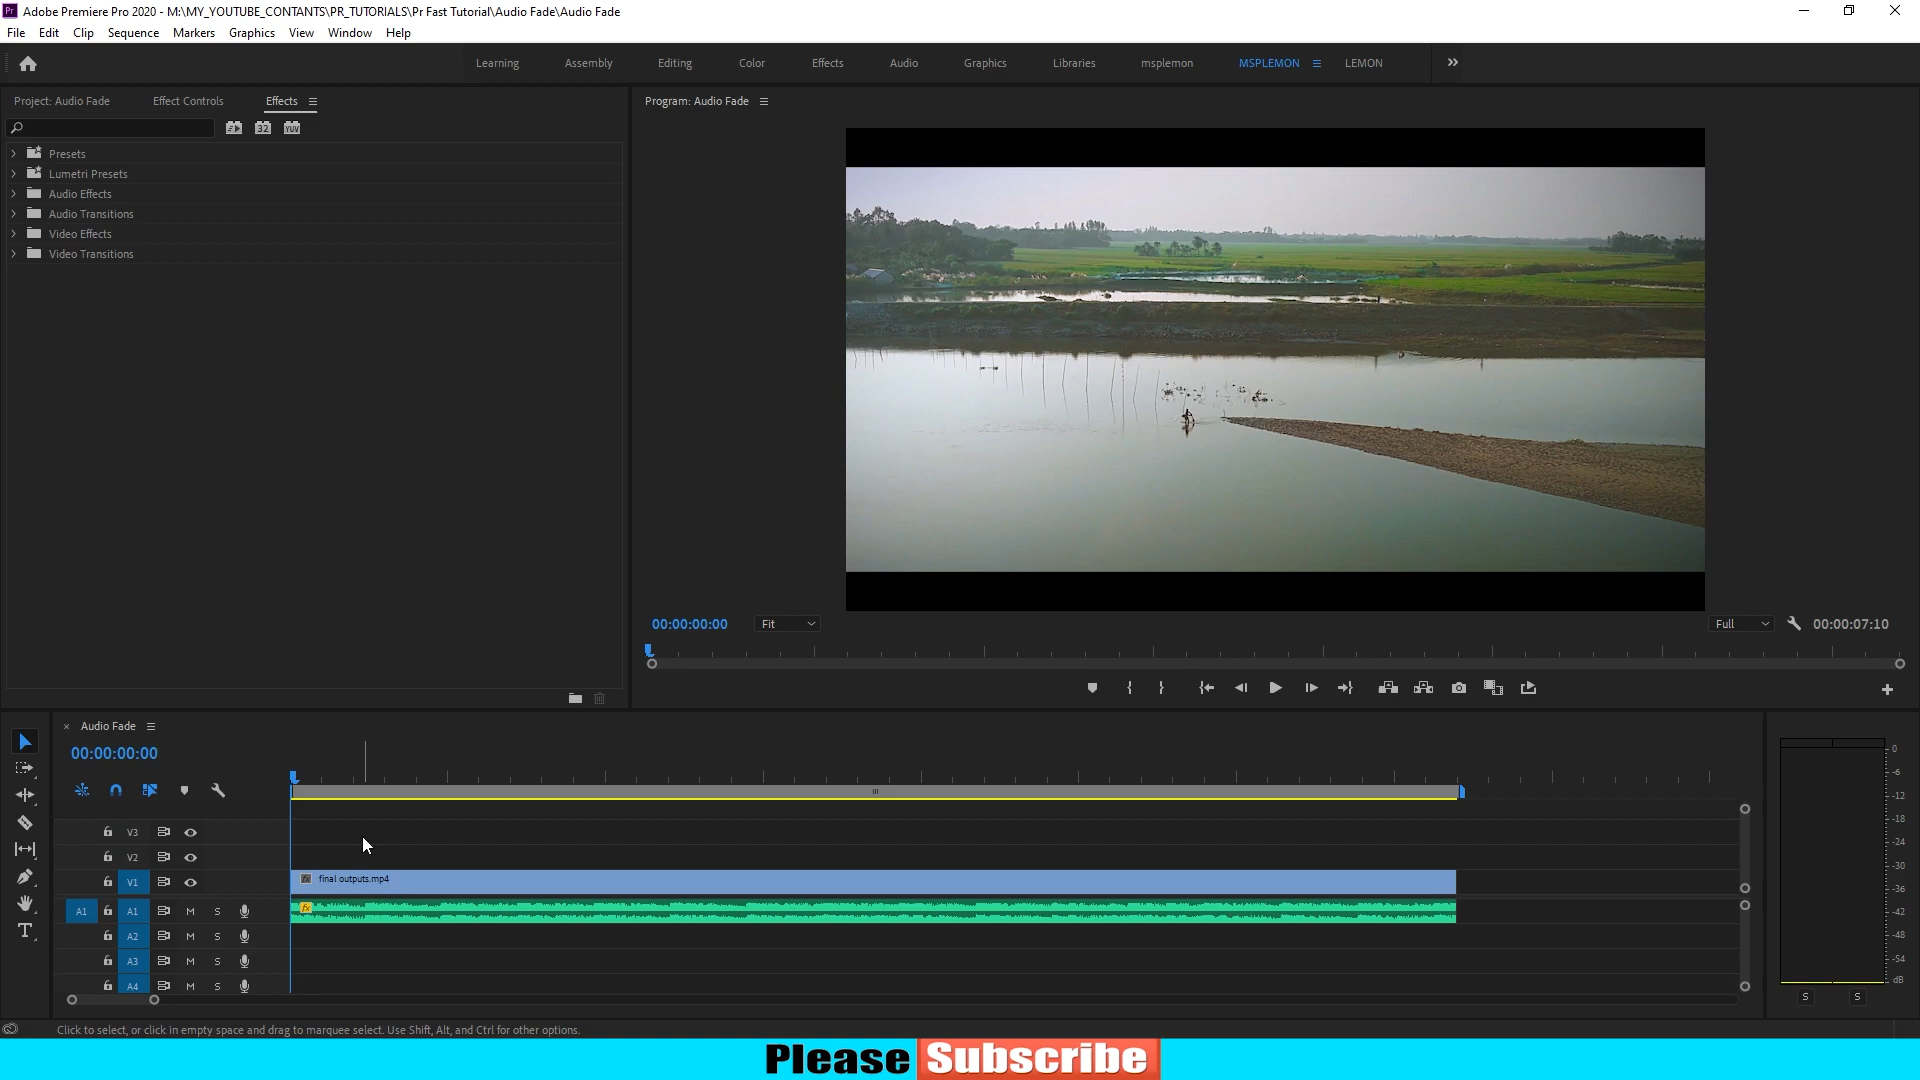 Pr Adobe Premiere Pro 2020 - M:\MY_YOUTUBE_CONTANTS\PR_TUTORIALS\Pr Fast Tutorial\Audio Fade\Audio Fade
File Edit Clip Sequence Markers Graphics View Window Help
Learning Assembly Editing Color Effects Audio Graphics Libraries msplemon MSPLEMON LEMON
Project: Audio Fade Effect Controls Effects
Program: Audio Fade
32 YUV
Presets
Lumetri Presets
Audio Effects
Audio Transitions
Video Effects
Video Transitions
00:00:00:00 Fit Full 00:00:07:10
Audio Fade
00:00:00:00
V3
V2
V1 final outputs.mp4
A1 A1 M S fx
A2 M S
A3 M S
A4 M S
0
-6
-12
-18
-24
-30
-36
-42
-48
-54
dB
S S
Click to select, or click in empty space and drag to marquee select. Use Shift, Alt, and Ctrl for other options.
Please Subscribe